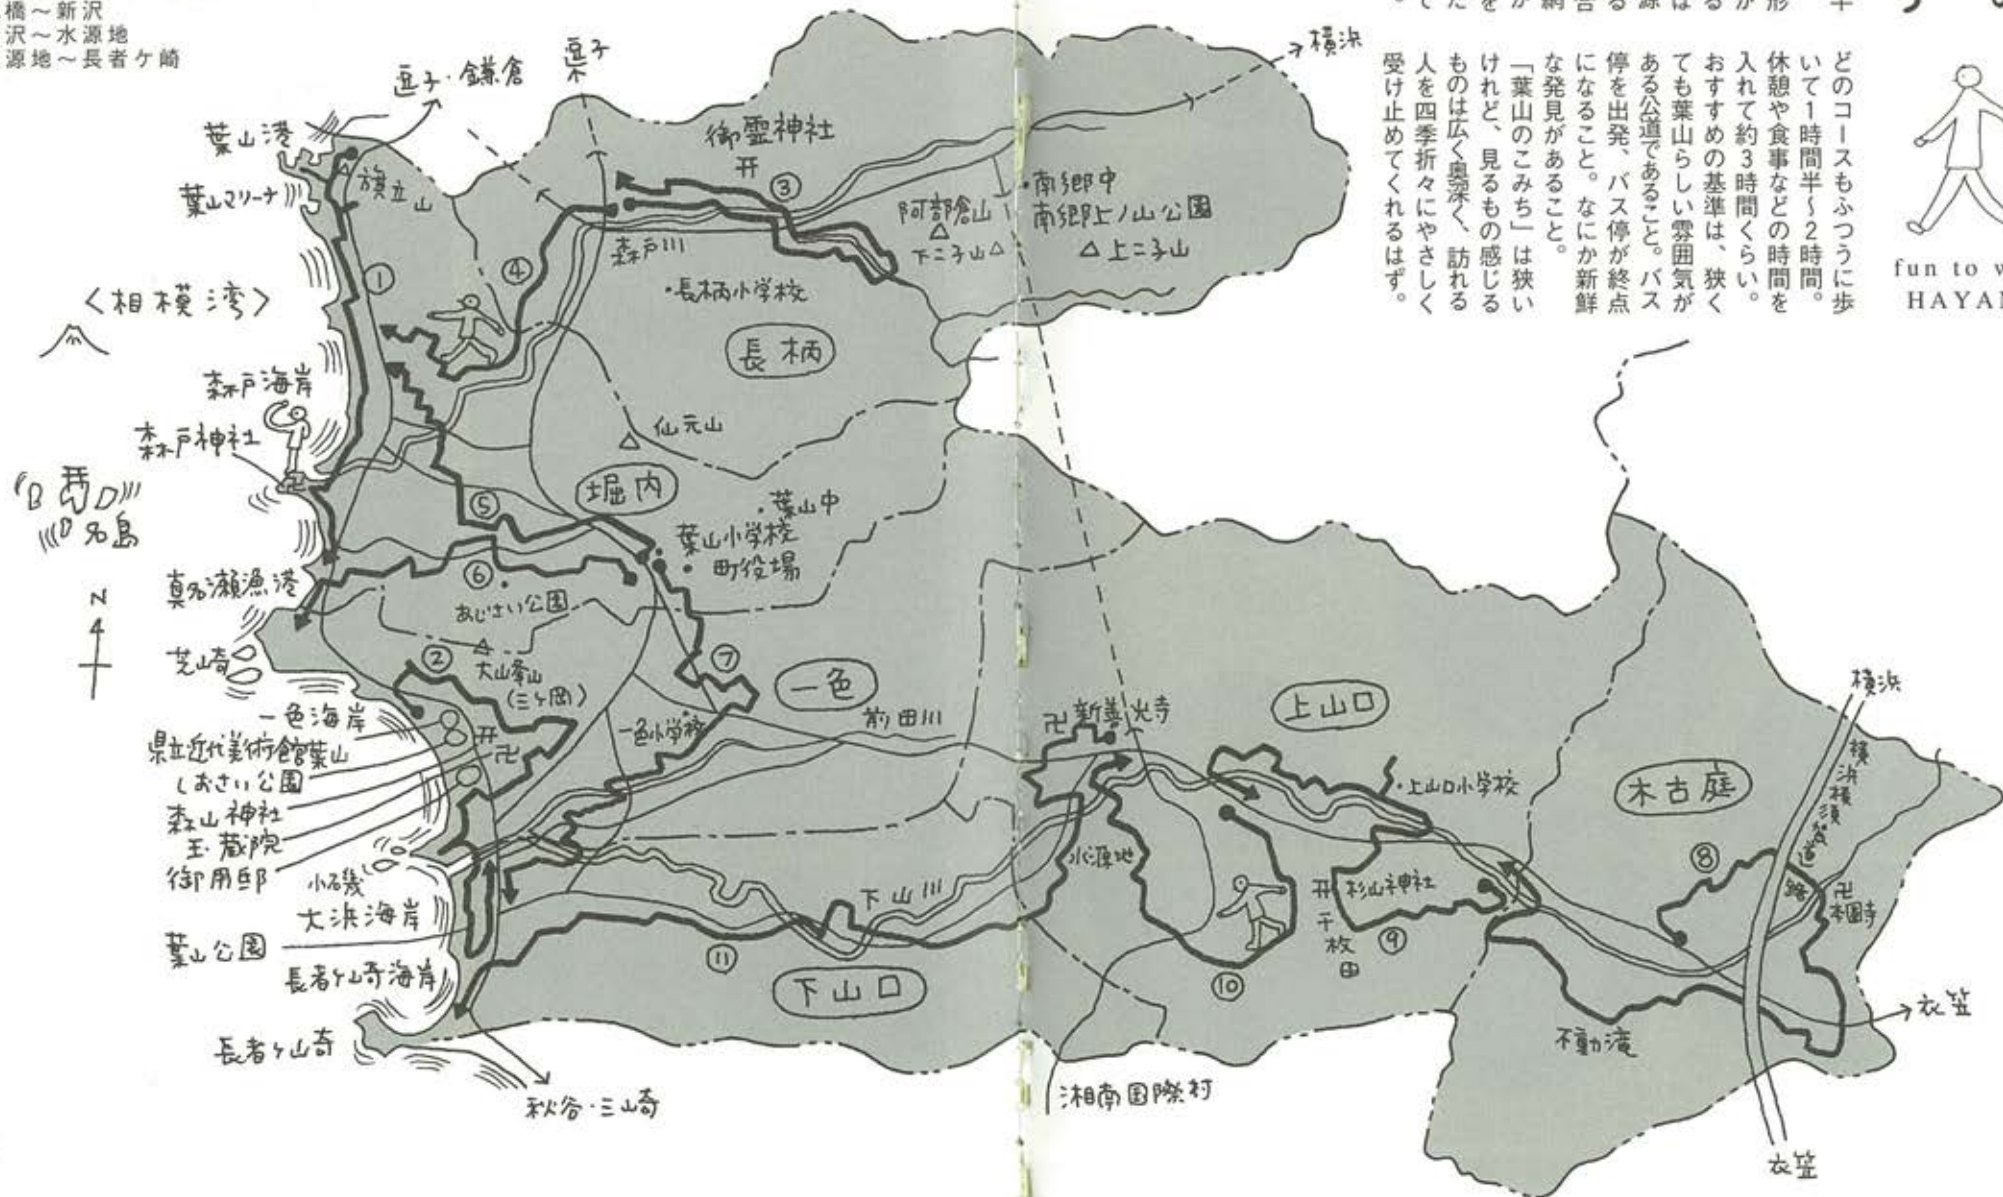 橋～新沢
沢～水源地
源地～長者ケ崎
どのコースもふつうに歩
いて1時間半～2時間。
休憩や食事などの時間を
入れて約3時間くらい。
おすすめの基準は、狭く
ても葉山らしい雰囲気が
ある公道であること。バス
停を出発、バス停が終点
になること。なにか新鮮
な発見があること。
「葉山のこみち」は狭い
けれど、見るもの感じる
ものは広く奥深く、訪れる
人を四季折々にやさしく
受け止めてくれるはず。
fun to w
HAYAN
逗子・鎌倉
逗子
横浜
葉山港
旗立山
葉山マリーナ
御霊神社
③
南郷中
南郷上ノ山公園
阿部倉山
下二子山
上二子山
①
④
森戸川
長柄小学校
〈相模湾〉
長柄
森戸海岸
森戸神社
仙元山
名島
堀内
葉山中
⑤
葉山小学校
町役場
真名瀬漁港
⑥
あじさい公園
N
芝崎
②
大峰山
(三ヶ岡)
⑦
一色
一色海岸
県立近代美術館葉山
しおさい公園
森山神社
玉蔵院
御用邸
一色小学校
前田川
卍 新善光寺
上山口
上山口小学校
木古庭
横浜
横浜横須賀道路
⑧
卍 本圓寺
小磯
大浜海岸
葉山公園
長者ヶ崎海岸
長者ヶ崎
下山川
水源地
杉山神社
千枚田
⑨
⑩
⑪
下山口
不動滝
衣笠
秋谷・三崎
湘南国際村
衣笠